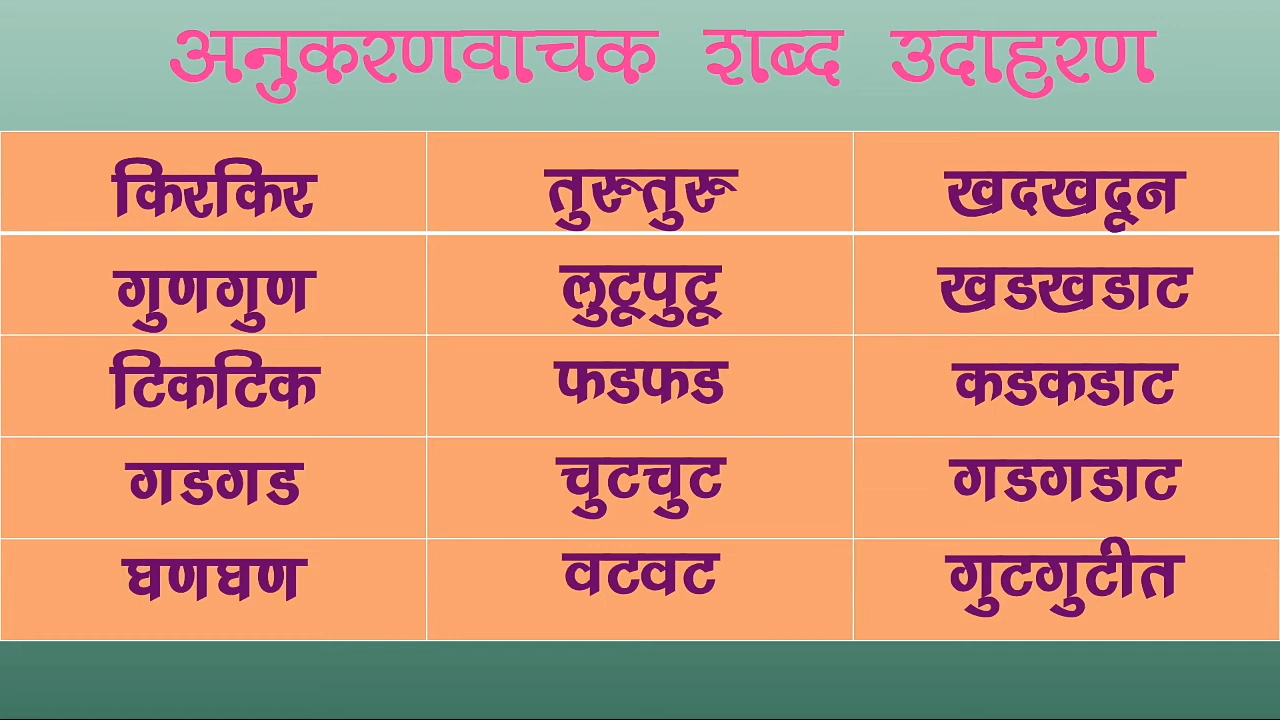 अनुकरणवाचक शब्द उदाहरण
किरकिर तुरूतुरू खदखदून
गुणगुण लुटूपुटू खडखडाट
टिकटिक फडफड कडकडाट
गडगड चुटचुट गडगडाट
घणघण वटवट गुटगुटीत